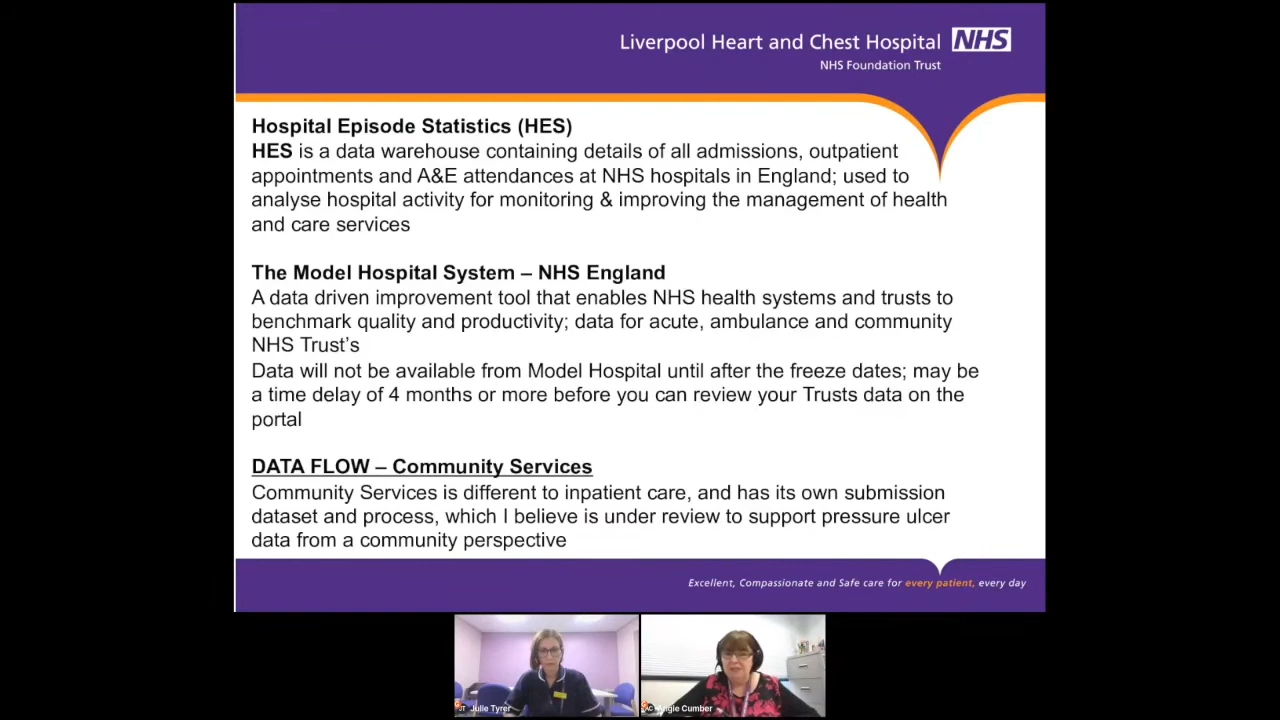 Liverpool Heart and Chest Hospital NHS
NHS Foundation Trust
Hospital Episode Statistics (HES)
HES is a data warehouse containing details of all admissions, outpatient
appointments and A&E attendances at NHS hospitals in England; used to
analyse hospital activity for monitoring & improving the management of health
and care services
The Model Hospital System – NHS England
A data driven improvement tool that enables NHS health systems and trusts to
benchmark quality and productivity; data for acute, ambulance and community
NHS Trust's
Data will not be available from Model Hospital until after the freeze dates; may be
a time delay of 4 months or more before you can review your Trusts data on the
portal
DATA FLOW – Community Services
Community Services is different to inpatient care, and has its own submission
dataset and process, which I believe is under review to support pressure ulcer
data from a community perspective
Excellent, Compassionate and Safe care for every patient, every day
JT Julie Tyrer
AC Angie Cumber